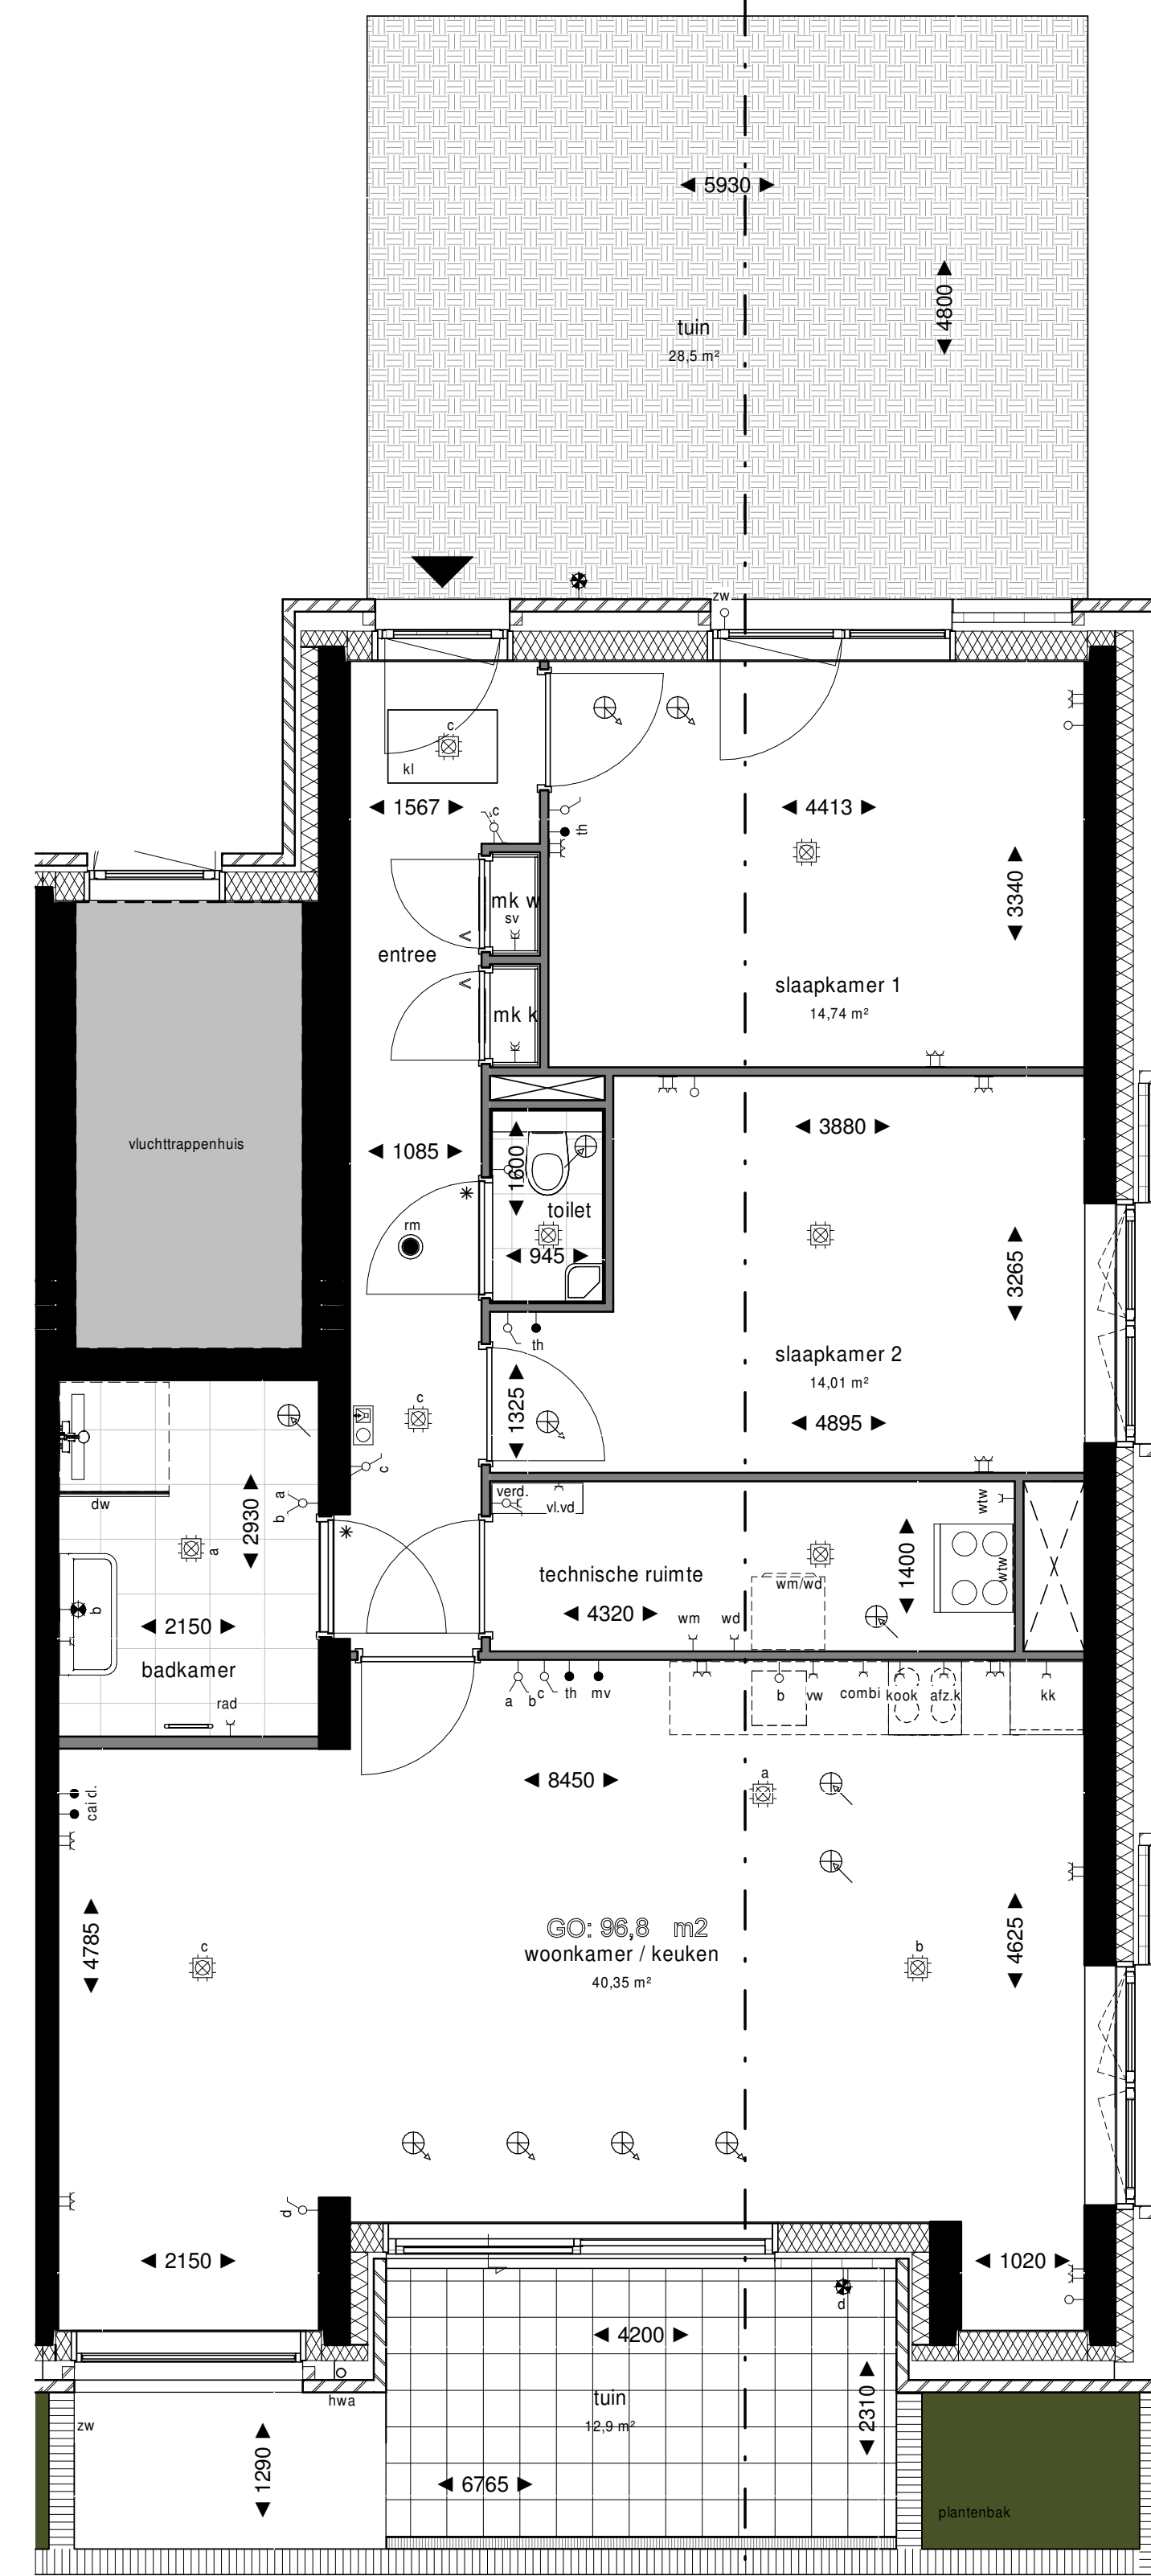 5930
4800
tuin
28,5 m²
zw
c
kl
1567
4413
c
th
3340
mk w
sv
entree
slaapkamer 1
mk k
14,74 m²
3880
vluchttrappenhuis
1085
1600
toilet
rm
945
3265
th
slaapkamer 2
14,01 m²
1325
c
4895
c
verd.
vl.vd
wtw
dw
a
b
2930
a
technische ruimte
1400
wtw
wm/wd
b
4320
2150
wm
wd
badkamer
rad
a
b
c
th
mv
b
vw
combi
kook
afz.k
kk
8450
a
cai d.
4785
GO: 96,8 m2
4625
c
woonkamer / keuken
b
40,35 m²
d
2150
1020
d
4200
tuin
hwa
12,9 m²
2310
zw
1290
6765
plantenbak